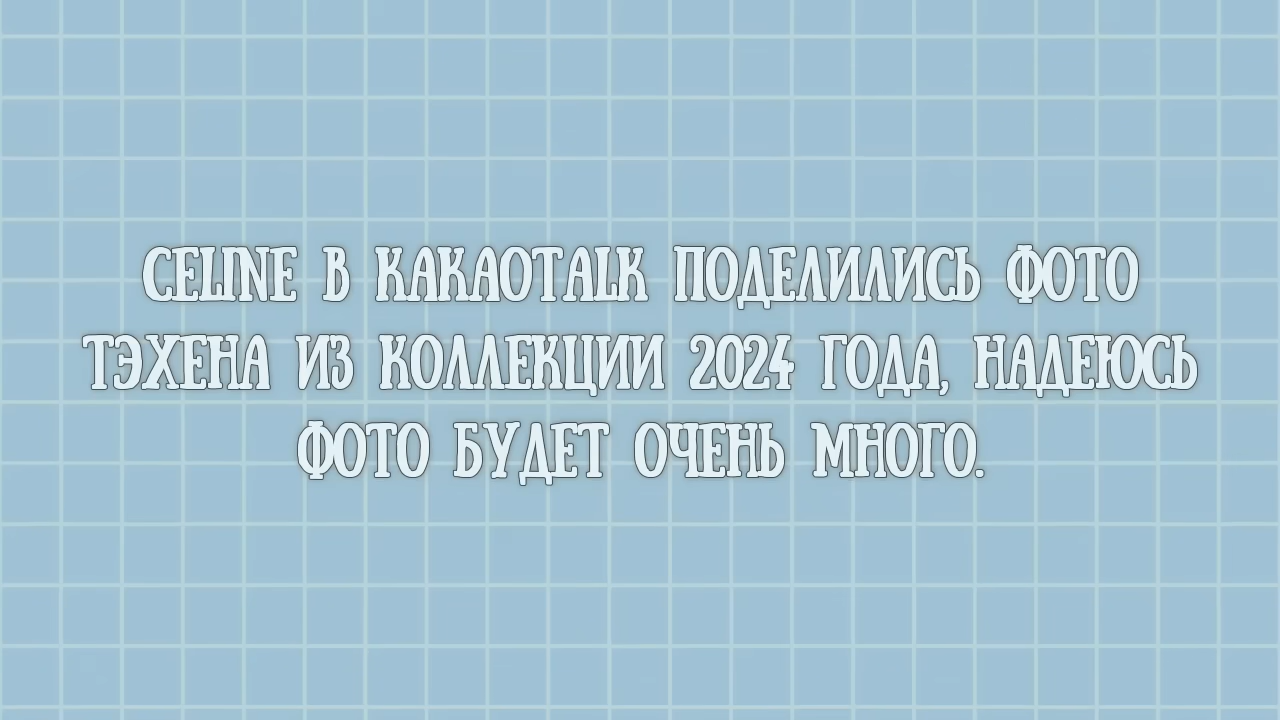 CELINE В KAKAOTALK ПОДЕЛИЛИСЬ ФОТО
ТЭХЕНА ИЗ КОЛЛЕКЦИИ 2024 ГОДА, НАДЕЮСЬ
ФОТО БУДЕТ ОЧЕНЬ МНОГО.